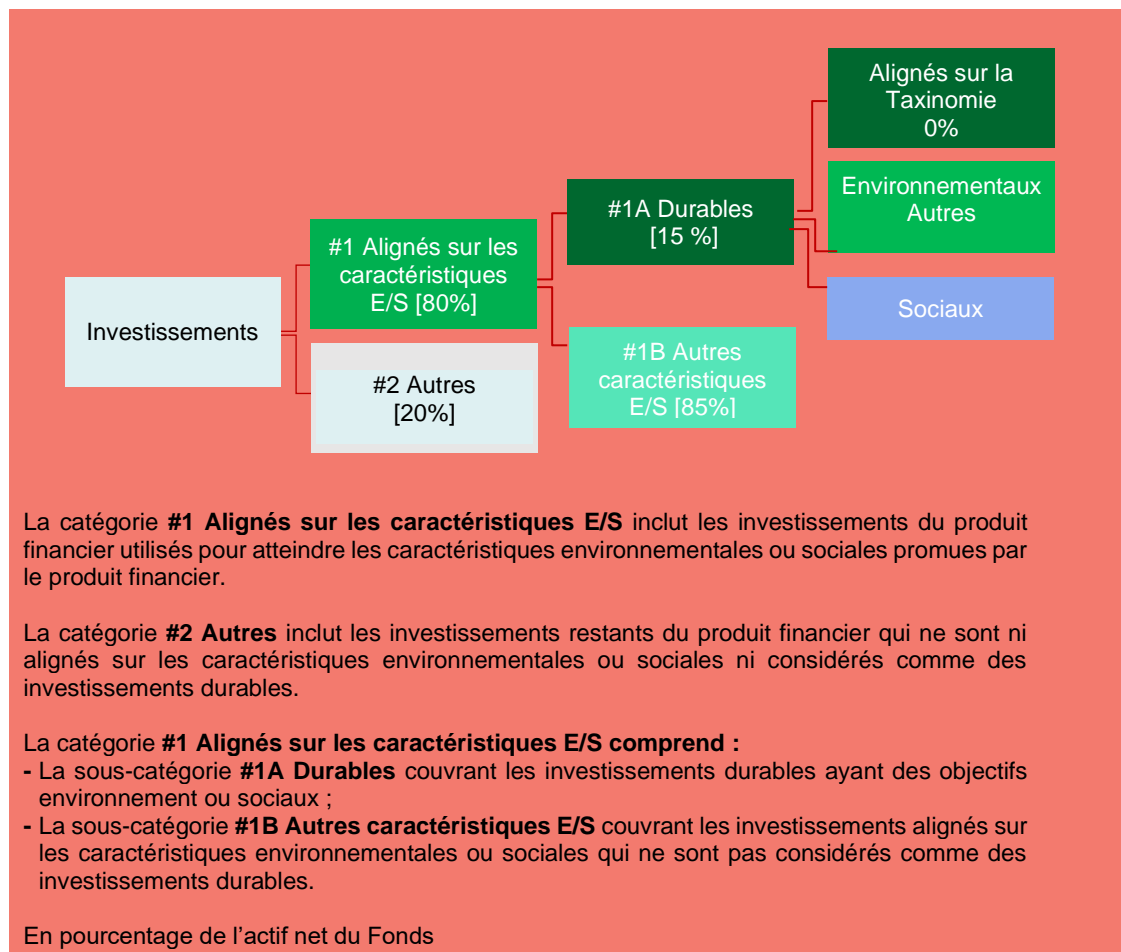 Alignés sur la
Taxinomie
0%
Environnementaux
Autres
#1A Durables
[15 %]
#1 Alignés sur les
caractéristiques
E/S [80%]
Sociaux
Investissements
#1B Autres
caractéristiques
E/S [85%]
#2 Autres
[20%]
La catégorie #1 Alignés sur les caractéristiques E/S inclut les investissements du produit
financier utilisés pour atteindre les caractéristiques environnementales ou sociales promues par
le produit financier.
La catégorie #2 Autres inclut les investissements restants du produit financier qui ne sont ni
alignés sur les caractéristiques environnementales ou sociales ni considérés comme des
investissements durables.
La catégorie #1 Alignés sur les caractéristiques E/S comprend :
- La sous-catégorie #1A Durables couvrant les investissements durables ayant des objectifs
environnement ou sociaux ;
- La sous-catégorie #1B Autres caractéristiques E/S couvrant les investissements alignés sur
les caractéristiques environnementales ou sociales qui ne sont pas considérés comme des
investissements durables.
En pourcentage de l’actif net du Fonds